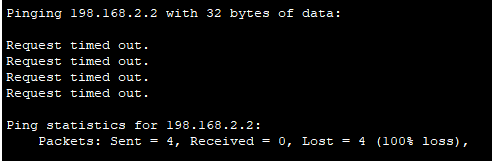 Pinging 198.168.2.2 with 32 bytes of data:
Request timed out.
Request timed out.
Request timed out.
Request timed out.
Ping statistics for 198.168.2.2:
Packets: Sent = 4, Received = 0, Lost = 4 (100% loss),